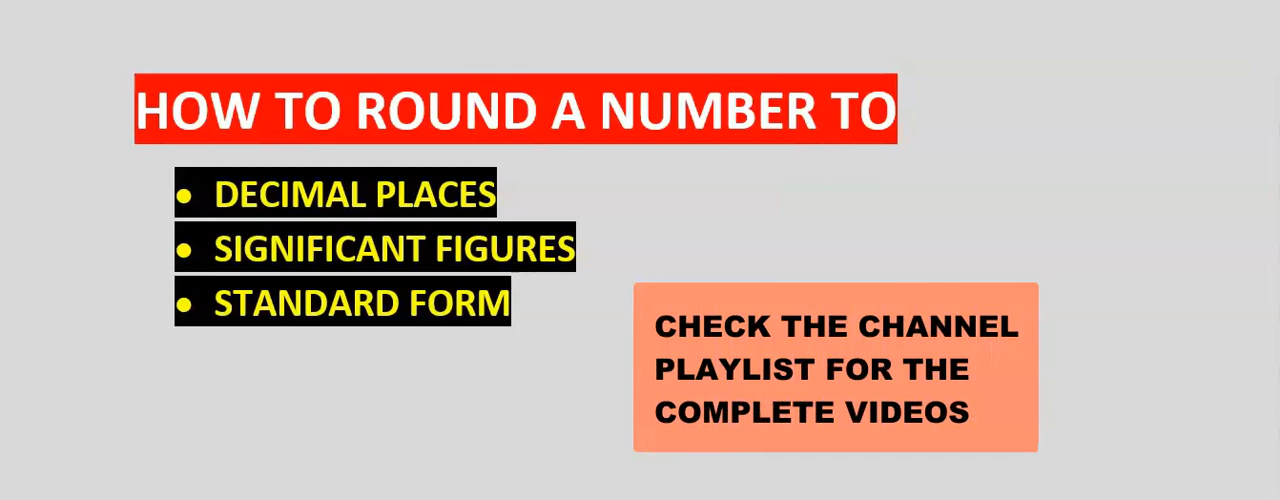 HOW TO ROUND A NUMBER TO
• DECIMAL PLACES
• SIGNIFICANT FIGURES
• STANDARD FORM
CHECK THE CHANNEL
PLAYLIST FOR THE
COMPLETE VIDEOS